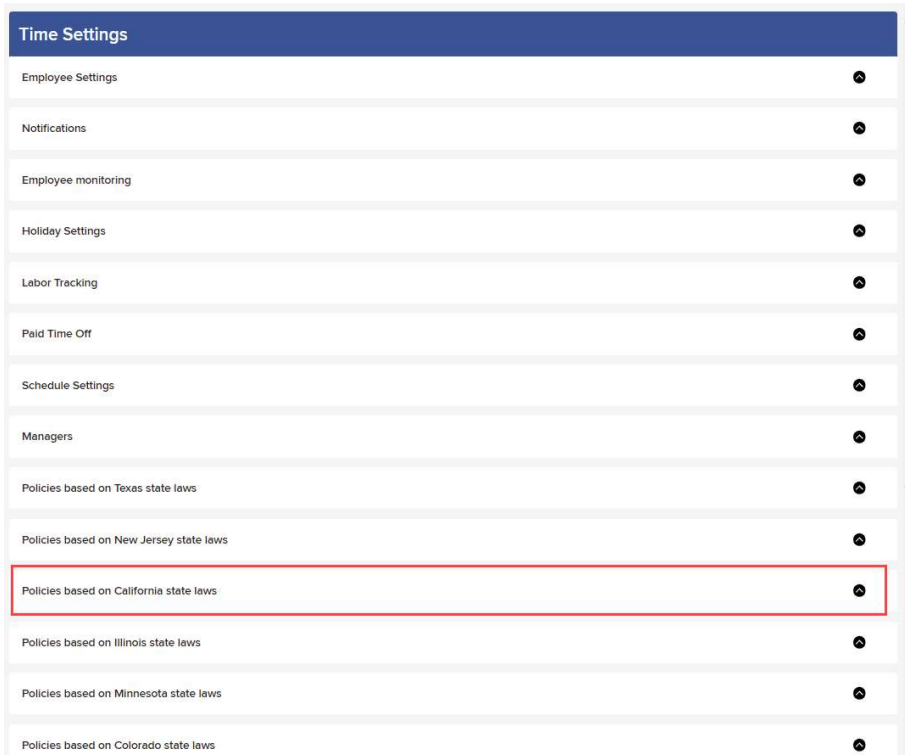 Time Settings
Employee Settings
Notifications
Employee monitoring
Holiday Settings
Labor Tracking
Paid Time Off
Schedule Settings
Managers
Policies based on Texas state laws
Policies based on New Jersey state laws
Policies based on California state laws
Policies based on Illinois state laws
Policies based on Minnesota state laws
Policies based on Colorado state laws